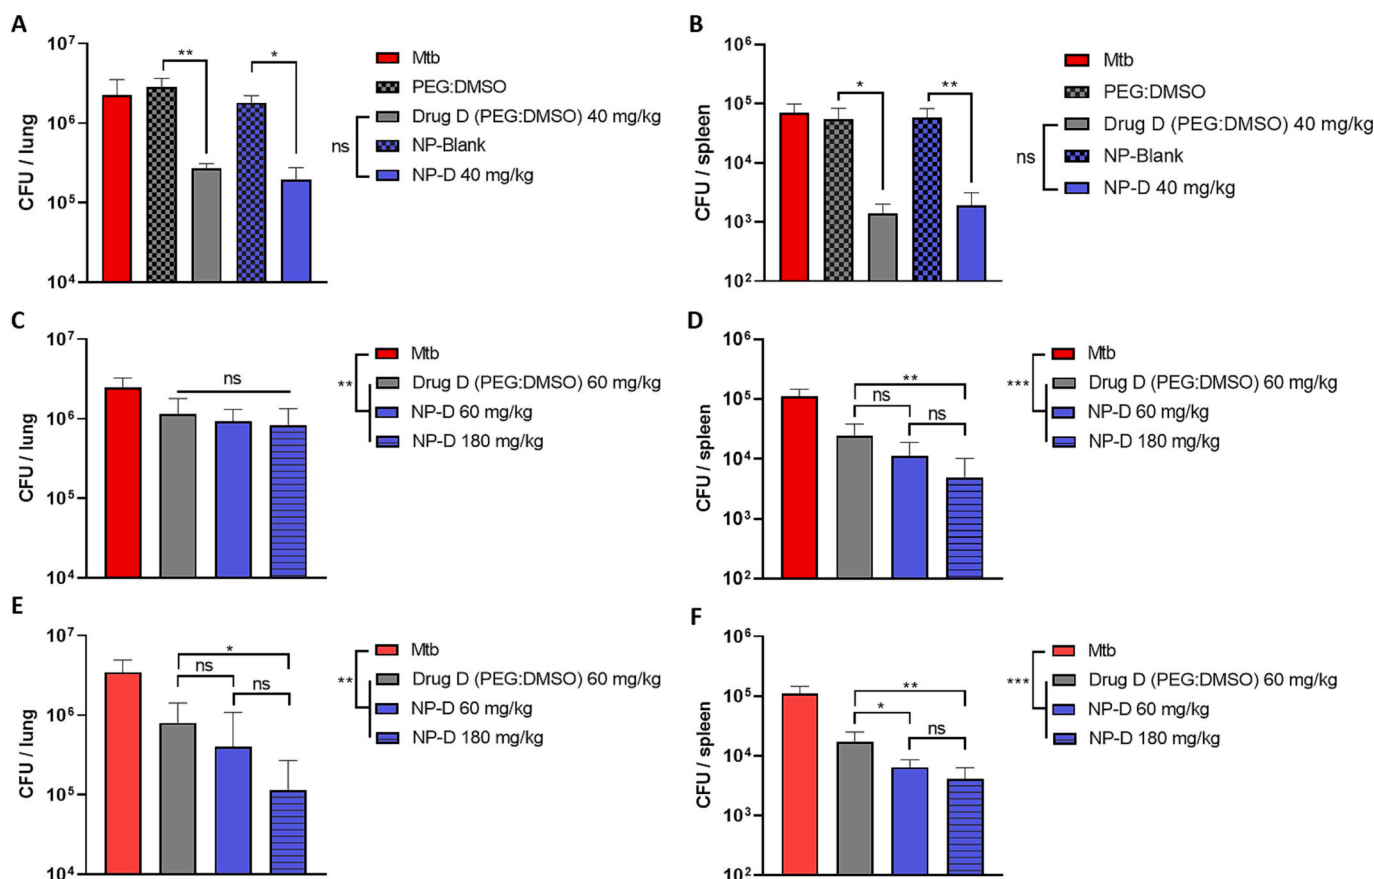 A
CFU / lung
10⁷
10⁶
10⁵
10⁴
**
*
Mtb
PEG:DMSO
Drug D (PEG:DMSO) 40 mg/kg
NP-Blank
NP-D 40 mg/kg
ns
B
CFU / spleen
10⁶
10⁵
10⁴
10³
10²
*
**
Mtb
PEG:DMSO
Drug D (PEG:DMSO) 40 mg/kg
NP-Blank
NP-D 40 mg/kg
ns
C
CFU / lung
10⁷
10⁶
10⁵
10⁴
ns
**
Mtb
Drug D (PEG:DMSO) 60 mg/kg
NP-D 60 mg/kg
NP-D 180 mg/kg
D
CFU / spleen
10⁶
10⁵
10⁴
10³
10²
**
ns
ns
***
Mtb
Drug D (PEG:DMSO) 60 mg/kg
NP-D 60 mg/kg
NP-D 180 mg/kg
E
CFU / lung
10⁷
10⁶
10⁵
10⁴
*
ns
ns
**
Mtb
Drug D (PEG:DMSO) 60 mg/kg
NP-D 60 mg/kg
NP-D 180 mg/kg
F
CFU / spleen
10⁶
10⁵
10⁴
10³
10²
**
*
ns
***
Mtb
Drug D (PEG:DMSO) 60 mg/kg
NP-D 60 mg/kg
NP-D 180 mg/kg